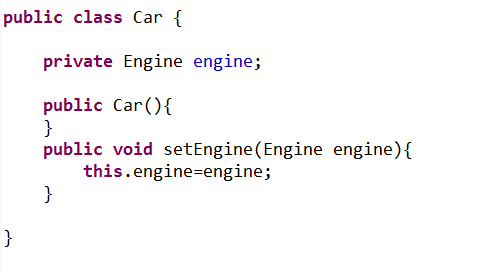 public class Car {
private Engine engine;
public Car(){
}
public void setEngine(Engine engine){
this.engine=engine;
}
}